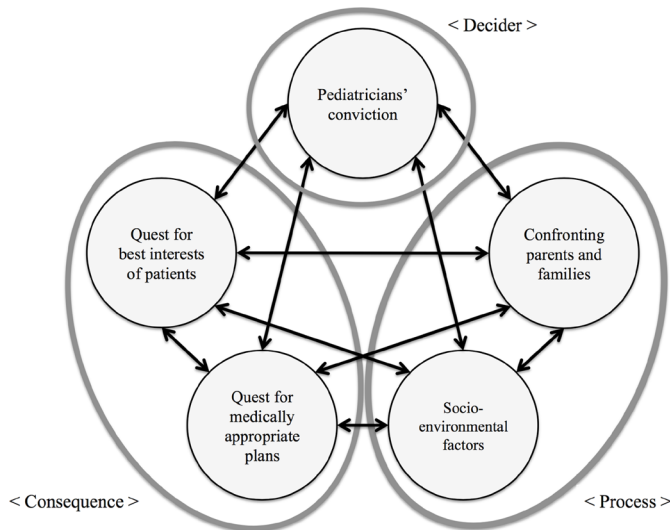 < Decider >
Pediatricians’
conviction
Quest for
best interests
of patients
Confronting
parents and
families
Quest for
medically
appropriate
plans
Socio-
environmental
factors
< Consequence >
< Process >